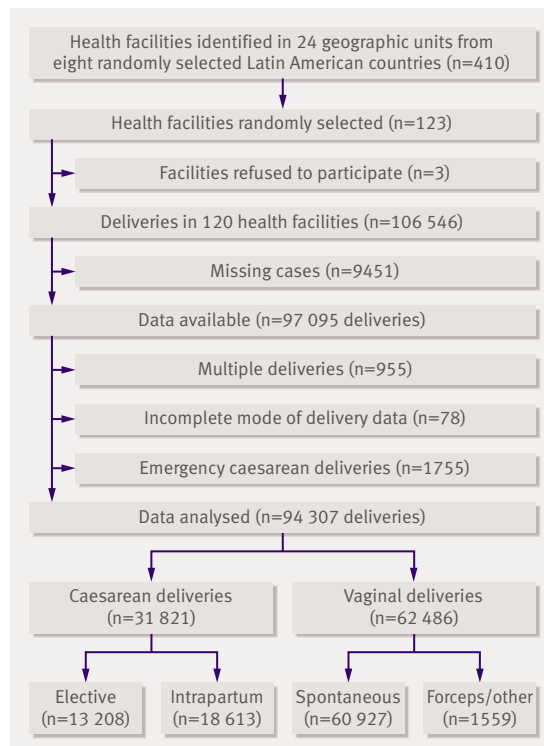 Health facilities identified in 24 geographic units from
eight randomly selected Latin American countries (n=410)
Health facilities randomly selected (n=123)
Facilities refused to participate (n=3)
Deliveries in 120 health facilities (n=106 546)
Missing cases (n=9451)
Data available (n=97 095 deliveries)
Multiple deliveries (n=955)
Incomplete mode of delivery data (n=78)
Emergency caesarean deliveries (n=1755)
Data analysed (n=94 307 deliveries)
Caesarean deliveries
(n=31 821)
Vaginal deliveries
(n=62 486)
Elective
(n=13 208)
Intrapartum
(n=18 613)
Spontaneous
(n=60 927)
Forceps/other
(n=1559)